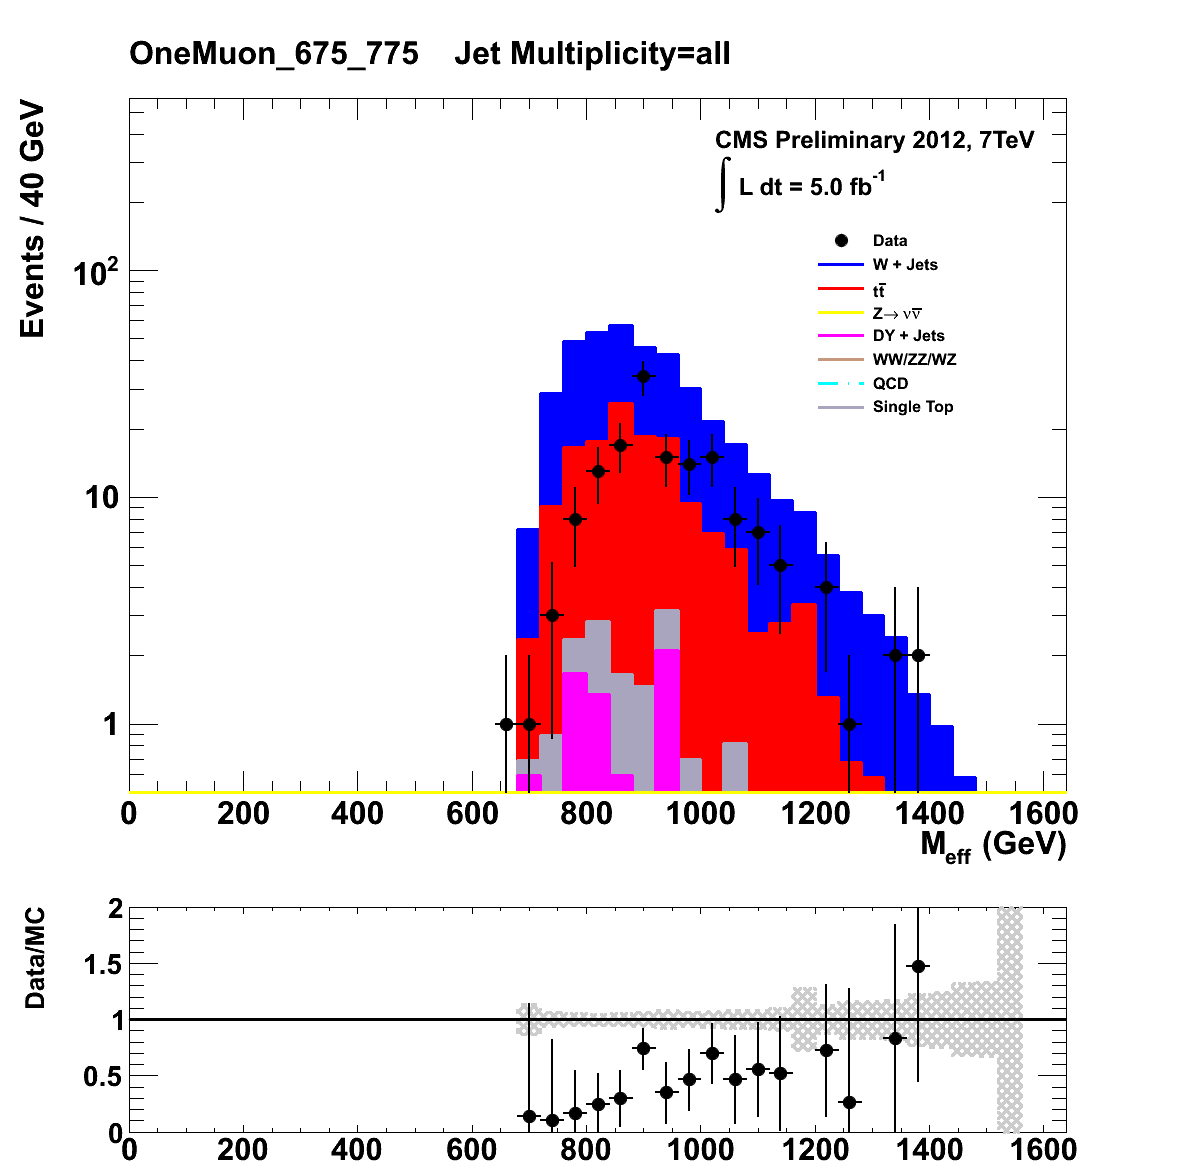 OneMuon_675_775 Jet Multiplicity=all
Events / 40 GeV
CMS Preliminary 2012, 7TeV
∫ L dt = 5.0 fb⁻¹
Data
W + Jets
tt̅
Z→ νν̅
DY + Jets
WW/ZZ/WZ
QCD
Single Top
10²
10
1
0 200 400 600 800 1000 1200 1400 1600
M_eff (GeV)
Data/MC
2
1.5
1
0.5
0
0 200 400 600 800 1000 1200 1400 1600